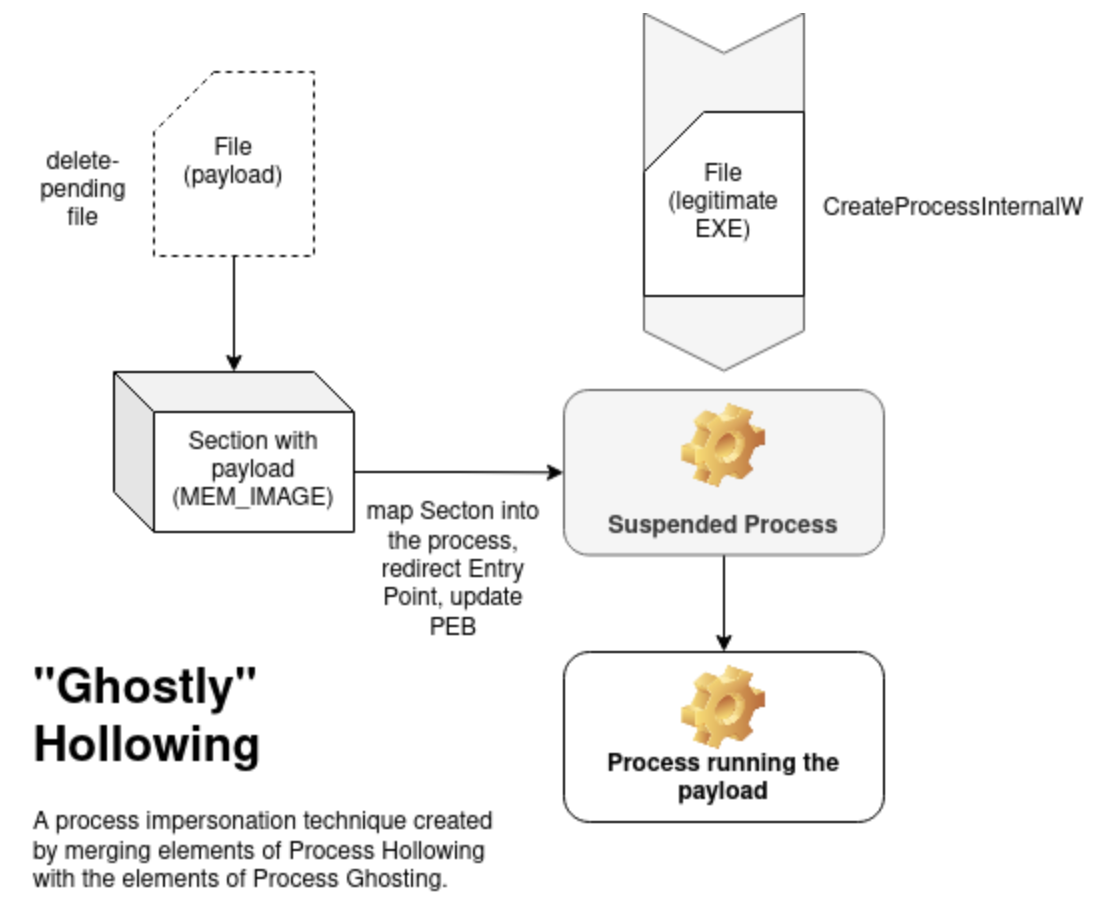 delete-
pending
file
File
(payload)
File
(legitimate
EXE)
CreateProcessInternalW
Section with
payload
(MEM_IMAGE)
map Secton into
the process,
redirect Entry
Point, update
PEB
Suspended Process
Process running the
payload
"Ghostly"
Hollowing
A process impersonation technique created
by merging elements of Process Hollowing
with the elements of Process Ghosting.